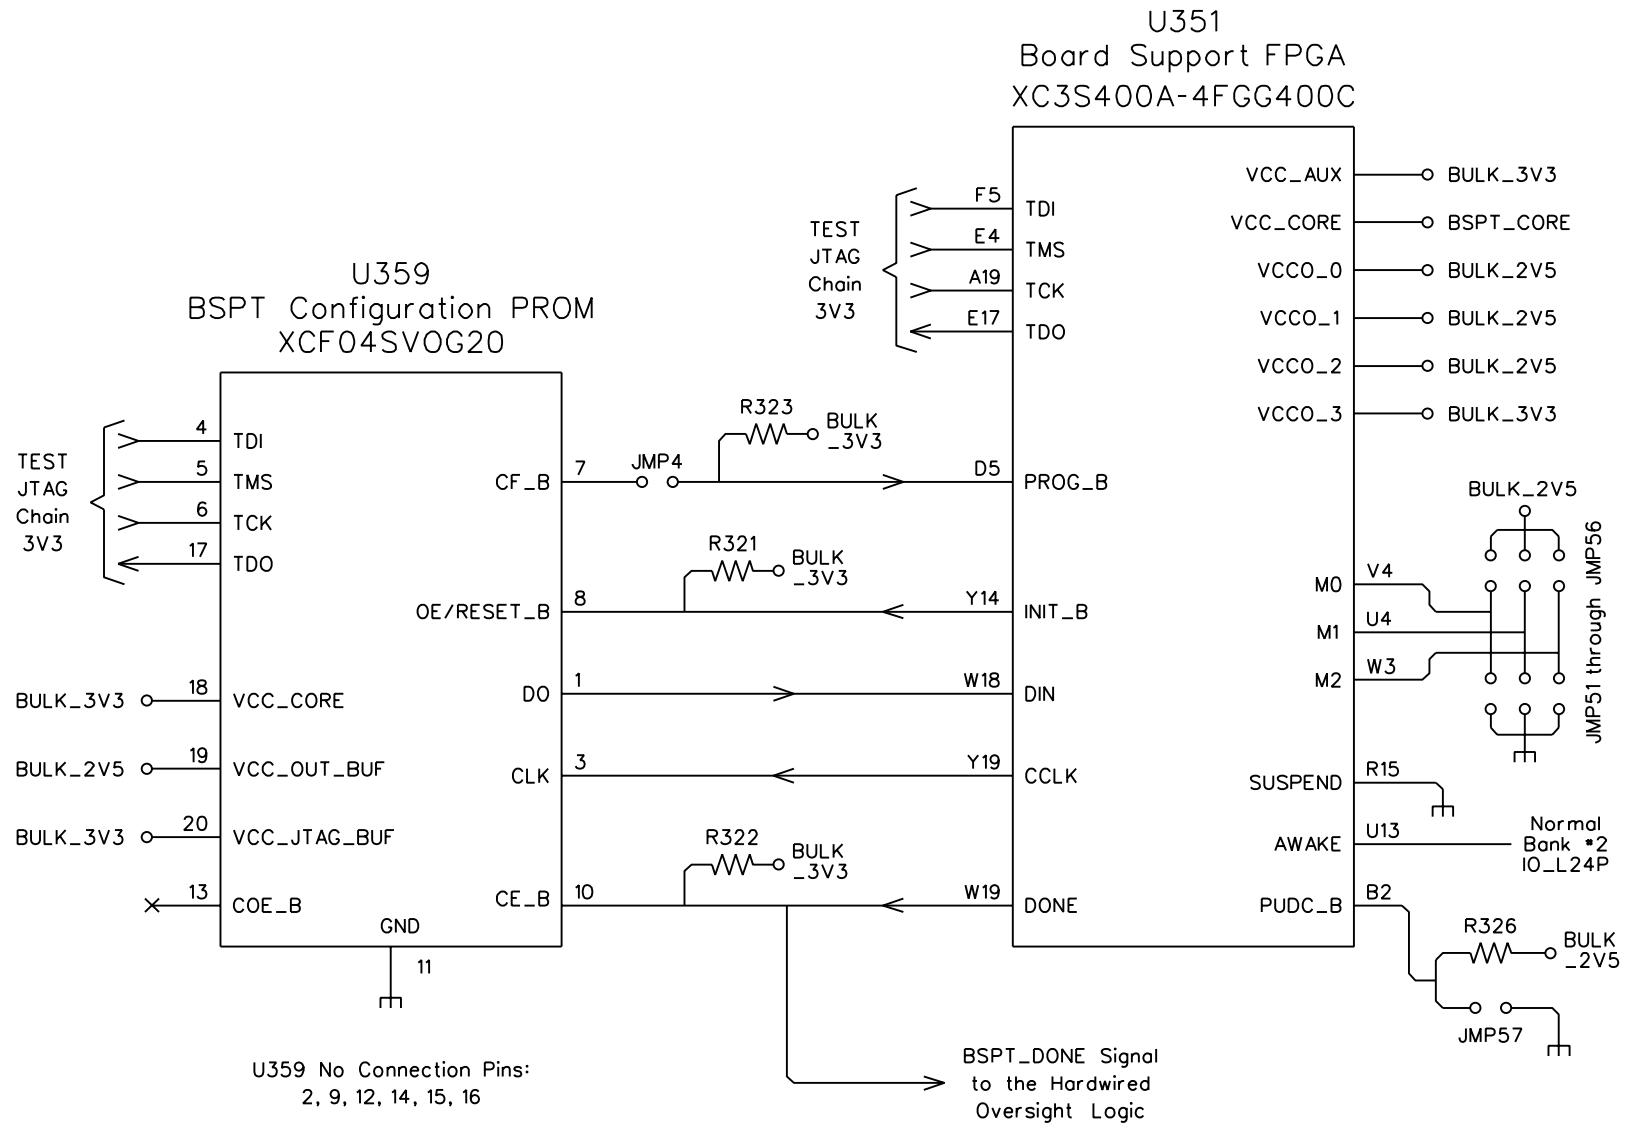 U351
Board Support FPGA
XC3S400A-4FGG400C
VCC_AUX
BULK_3V3
VCC_CORE
BSPT_CORE
VCCO_0
BULK_2V5
VCCO_1
BULK_2V5
VCCO_2
BULK_2V5
VCCO_3
BULK_3V3
TEST
JTAG
Chain
3V3
F5
TDI
E4
TMS
A19
TCK
E17
TDO
U359
BSPT Configuration PROM
XCF04SVOG20
TEST
JTAG
Chain
3V3
4
TDI
5
TMS
6
TCK
17
TDO
CF_B
7
JMP4
R323
BULK
_3V3
D5
PROG_B
OE/RESET_B
8
R321
BULK
_3V3
Y14
INIT_B
BULK_3V3
18
VCC_CORE
DO
1
W18
DIN
BULK_2V5
19
VCC_OUT_BUF
CLK
3
Y19
CCLK
BULK_3V3
20
VCC_JTAG_BUF
13
COE_B
CE_B
10
R322
BULK
_3V3
W19
DONE
GND
11
BULK_2V5
JMP51 through JMP56
M0
V4
M1
U4
M2
W3
SUSPEND
R15
AWAKE
U13
Normal
Bank #2
IO_L24P
PUDC_B
B2
R326
BULK
_2V5
JMP57
BSPT_DONE Signal
to the Hardwired
Oversight Logic
U359 No Connection Pins:
2, 9, 12, 14, 15, 16